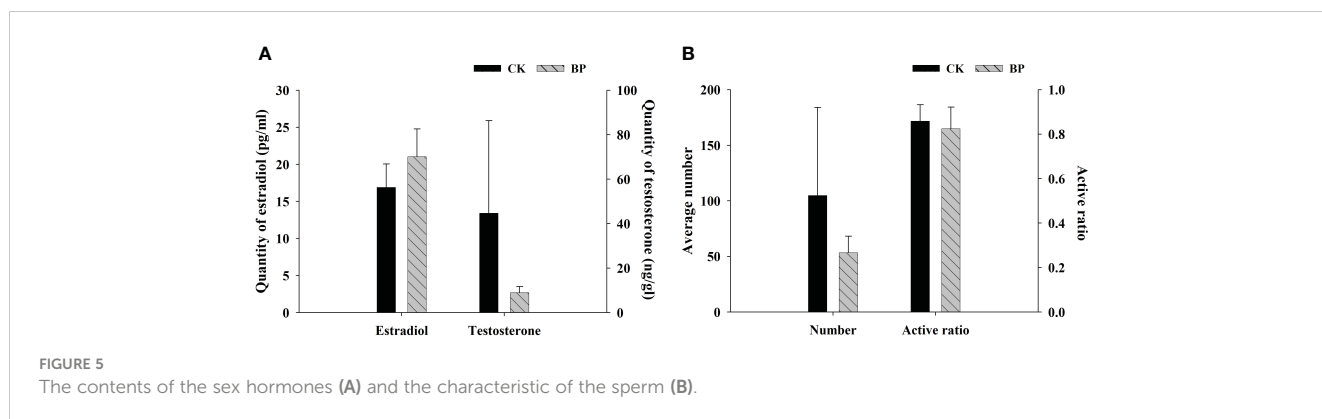 A
B
CK BP
CK BP
30
25
20
15
10
5
0
Quantity of estradiol (pg/ml)
100
80
60
40
20
0
Quantity of testosterone (ng/gl)
Estradiol Testosterone
200
150
100
50
0
Average number
1.0
0.8
0.6
0.4
0.2
0.0
Active ratio
Number Active ratio
FIGURE 5
The contents of the sex hormones (A) and the characteristic of the sperm (B).